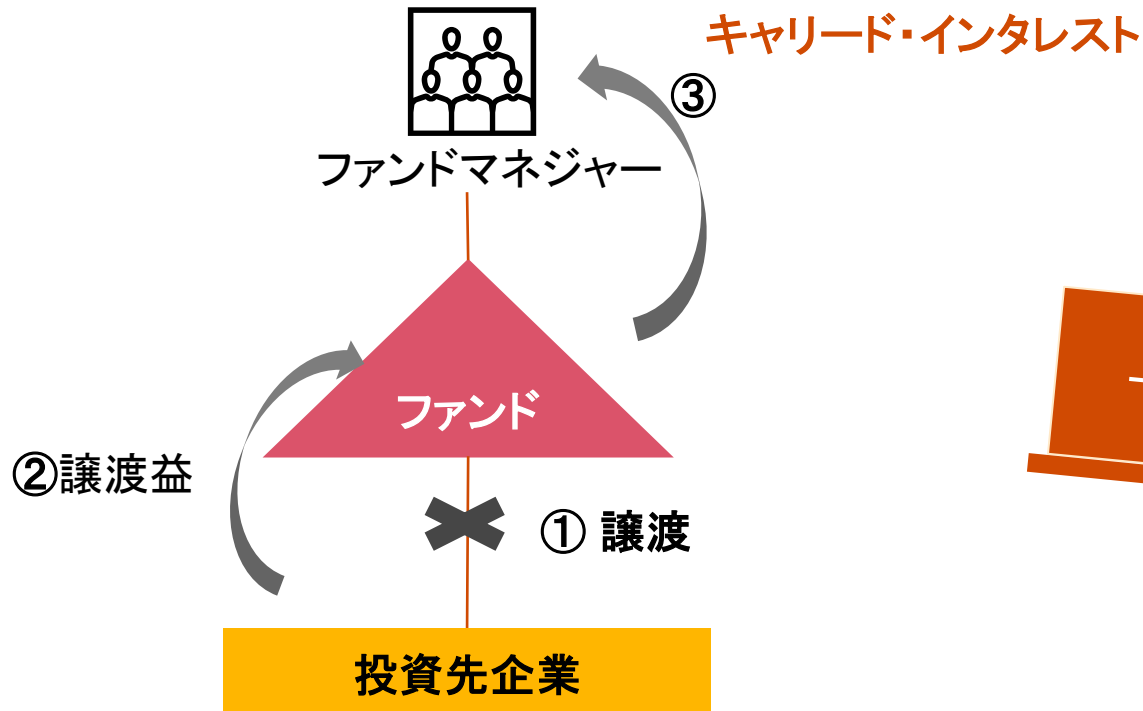 キャリード・インタレスト
③
ファンドマネジャー
ファンド
②譲渡益
① 譲渡
投資先企業